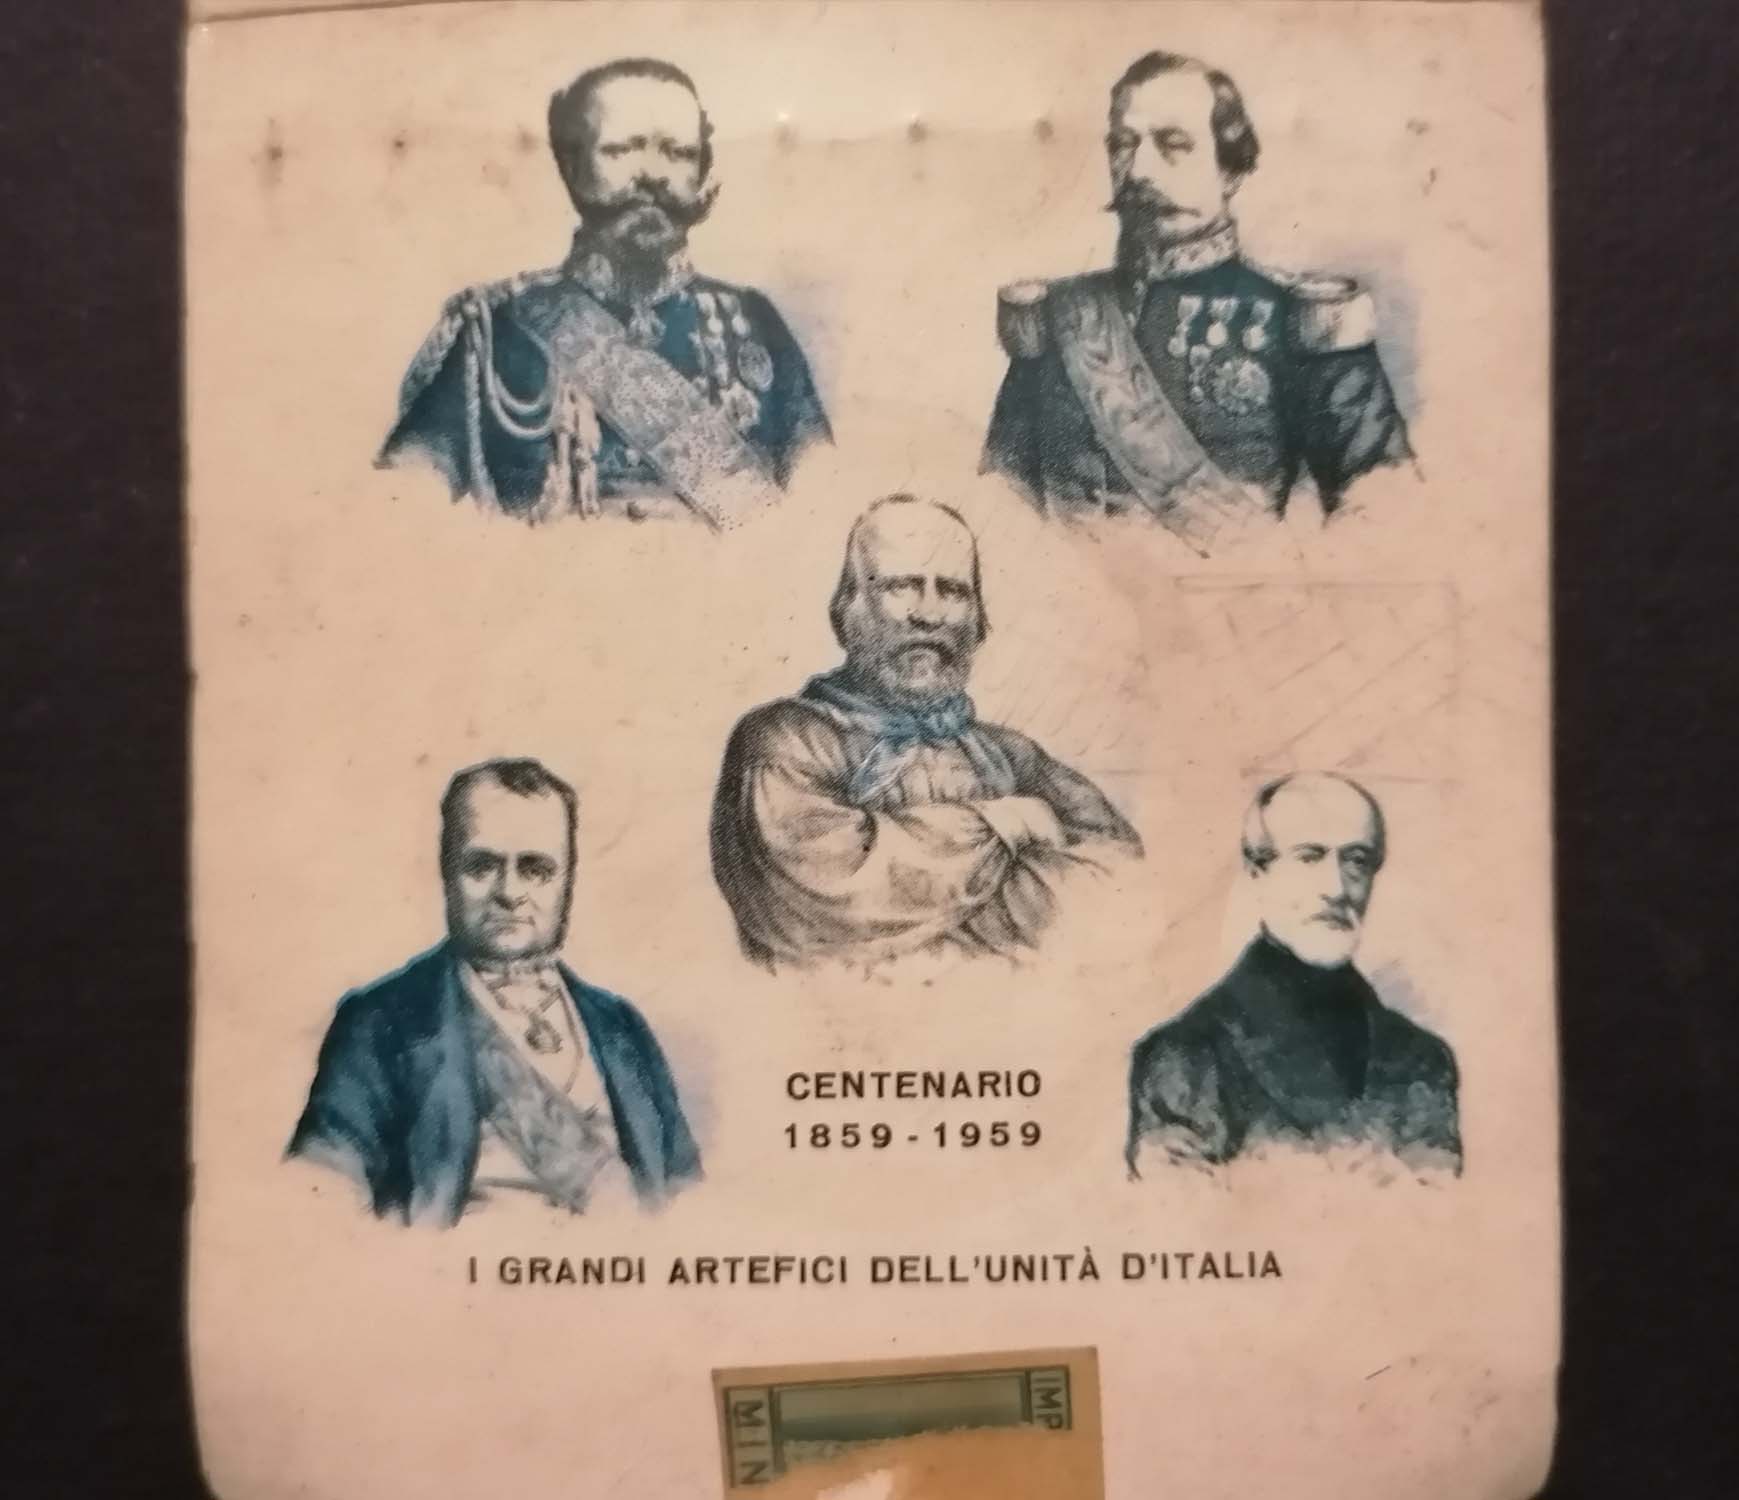 CENTENARIO
1859-1959
I GRANDI ARTEFICI DELL'UNITÀ D'ITALIA
MIN
IMP